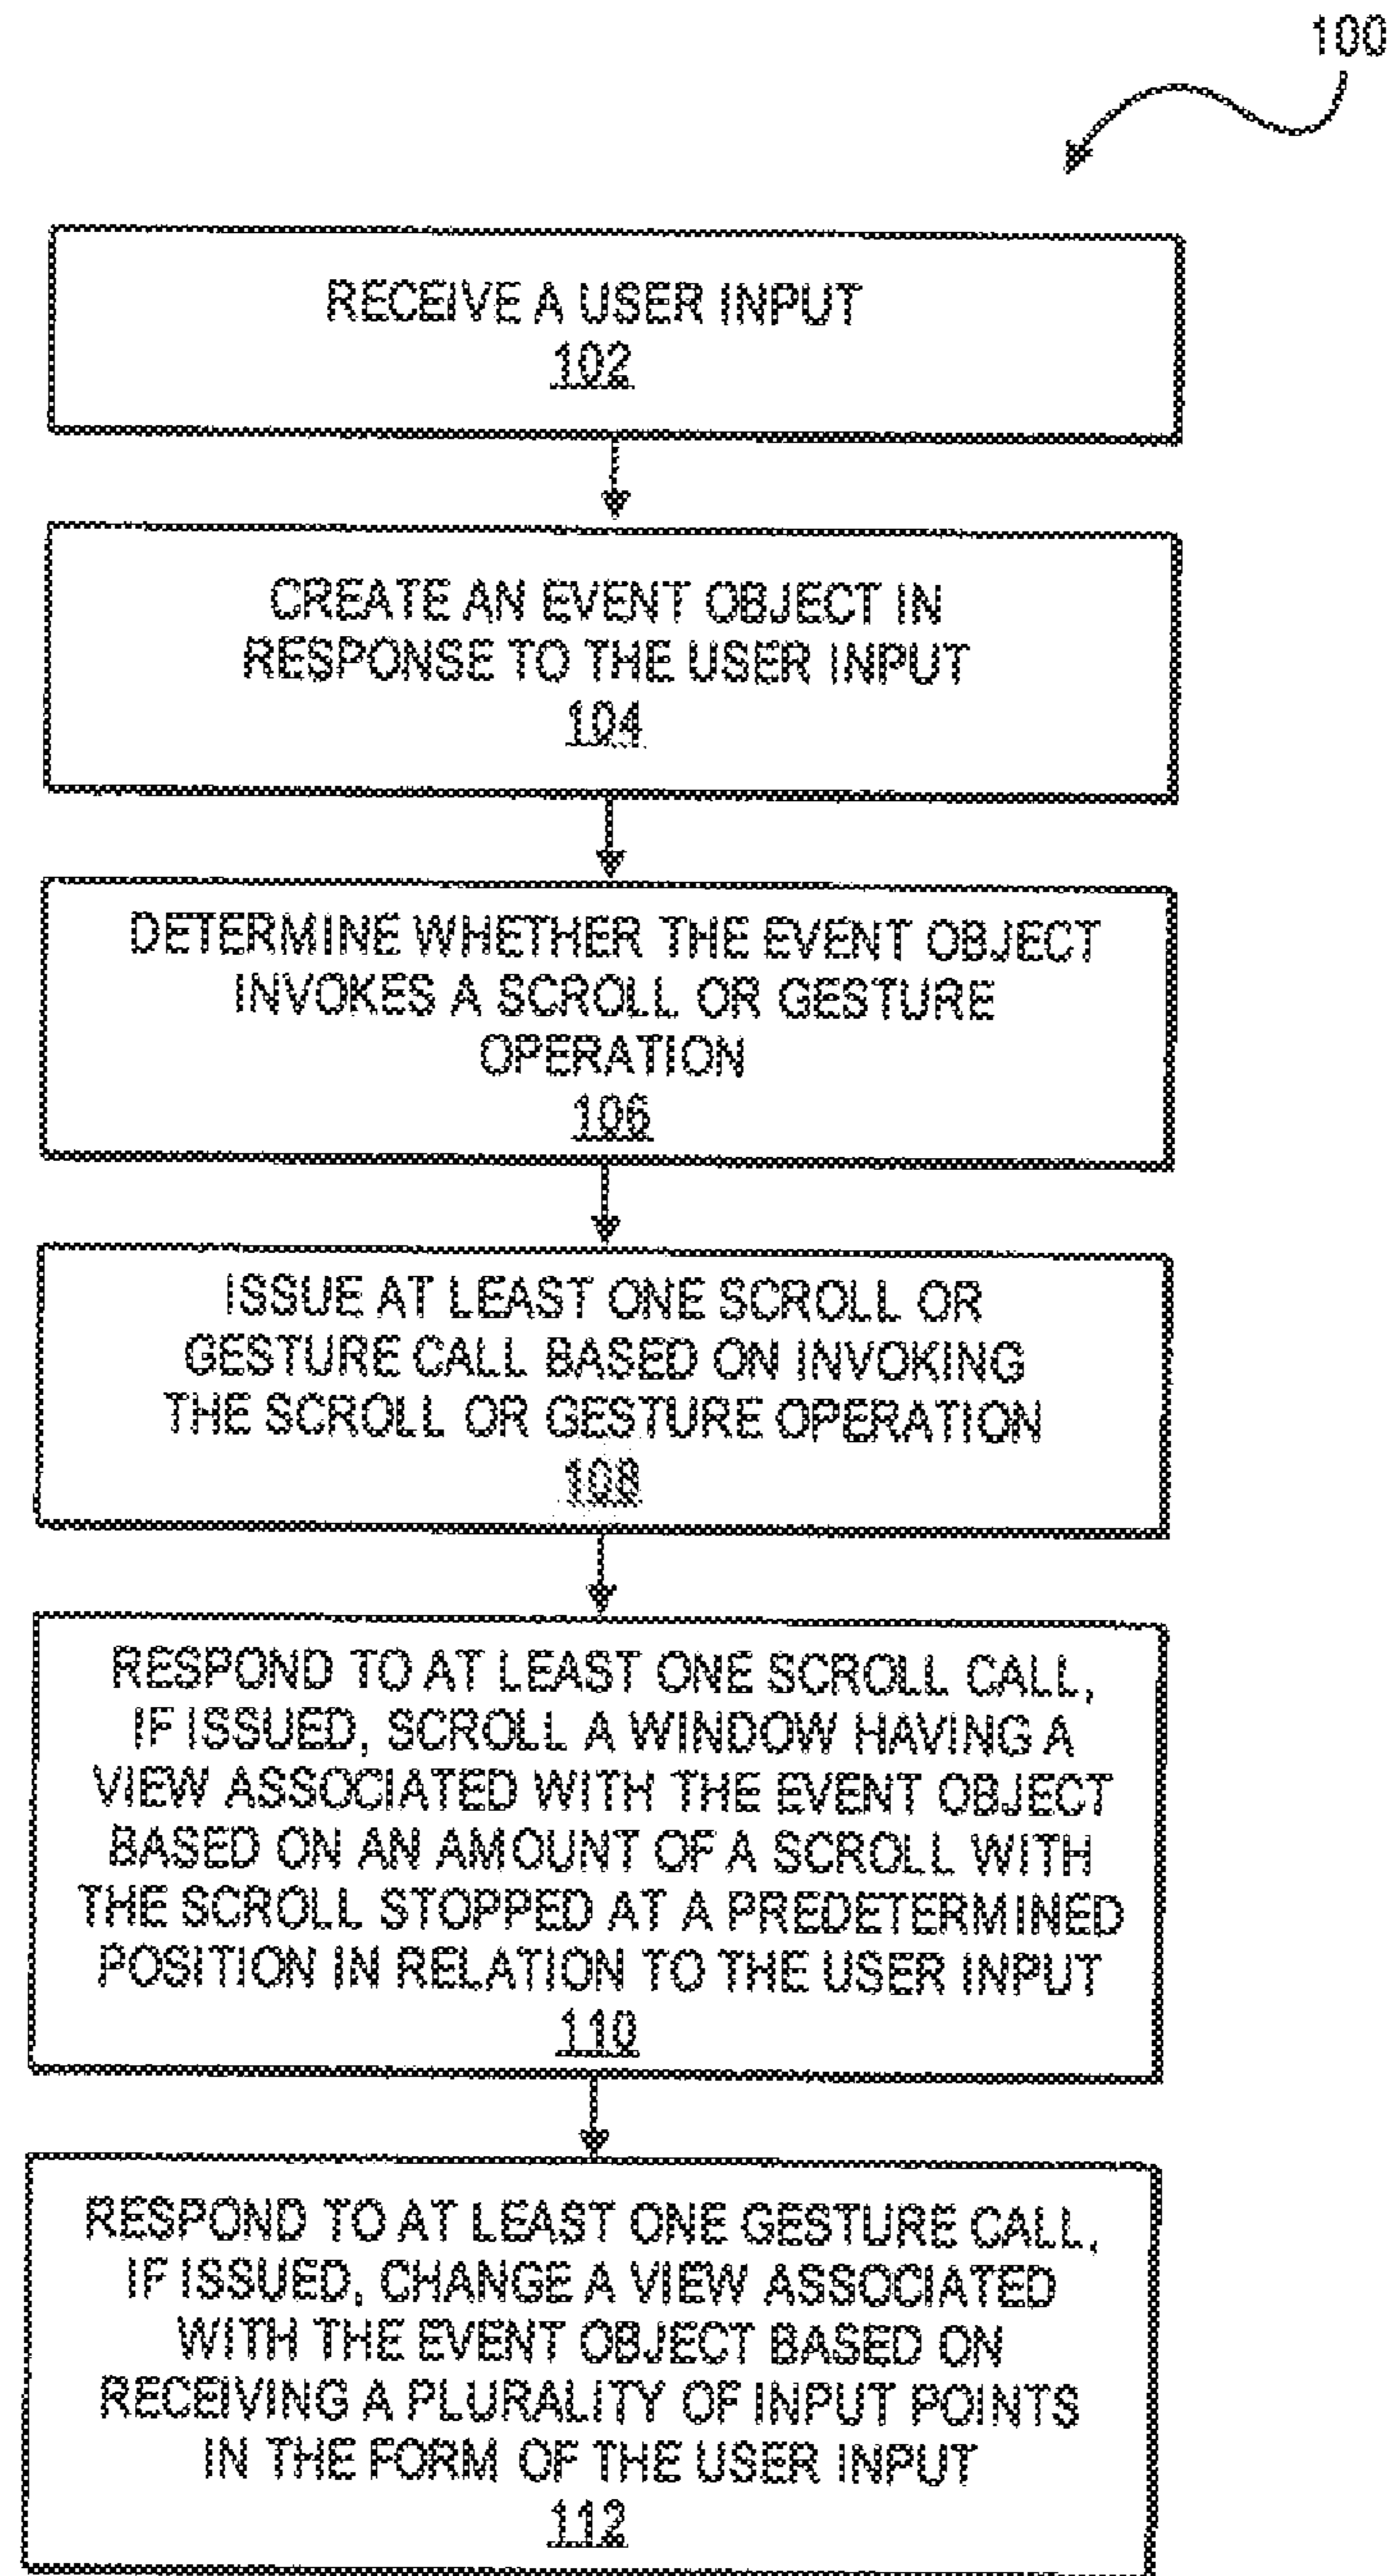 100
RECEIVE A USER INPUT
102
CREATE AN EVENT OBJECT IN
RESPONSE TO THE USER INPUT
104
DETERMINE WHETHER THE EVENT OBJECT
INVOKES A SCROLL OR GESTURE
OPERATION
106
ISSUE AT LEAST ONE SCROLL OR
GESTURE CALL BASED ON INVOKING
THE SCROLL OR GESTURE OPERATION
108
RESPOND TO AT LEAST ONE SCROLL CALL,
IF ISSUED, SCROLL A WINDOW HAVING A
VIEW ASSOCIATED WITH THE EVENT OBJECT
BASED ON AN AMOUNT OF A SCROLL WITH
THE SCROLL STOPPED AT A PREDETERMINED
POSITION IN RELATION TO THE USER INPUT
110
RESPOND TO AT LEAST ONE GESTURE CALL,
IF ISSUED, CHANGE A VIEW ASSOCIATED
WITH THE EVENT OBJECT BASED ON
RECEIVING A PLURALITY OF INPUT POINTS
IN THE FORM OF THE USER INPUT
112